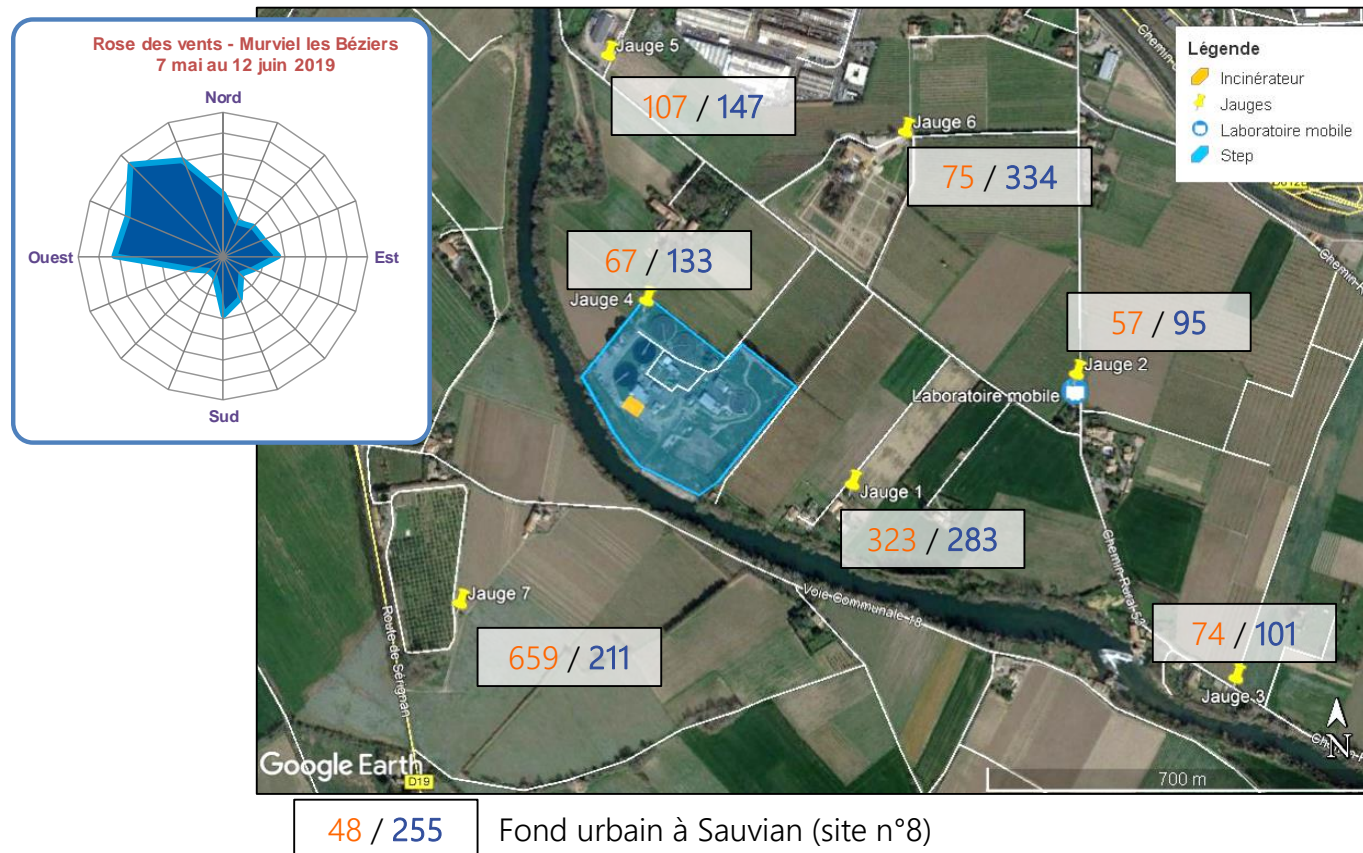 Rose des vents - Murviel les Béziers
7 mai au 12 juin 2019
Nord
Ouest
Est
Sud
Jauge 5
107 / 147
Jauge 6
75 / 334
67 / 133
Jauge 4
57 / 95
Jauge 2
Laboratoire mobile
Jauge 1
323 / 283
Jauge 7
659 / 211
74 / 101
Jauge 3
Voie Communale 18
Chemin Rural 52
Route de Sérignan
D19
Légende
Incinérateur
Jauges
Laboratoire mobile
Step
N
700 m
Google Earth
48 / 255
Fond urbain à Sauvian (site n°8)